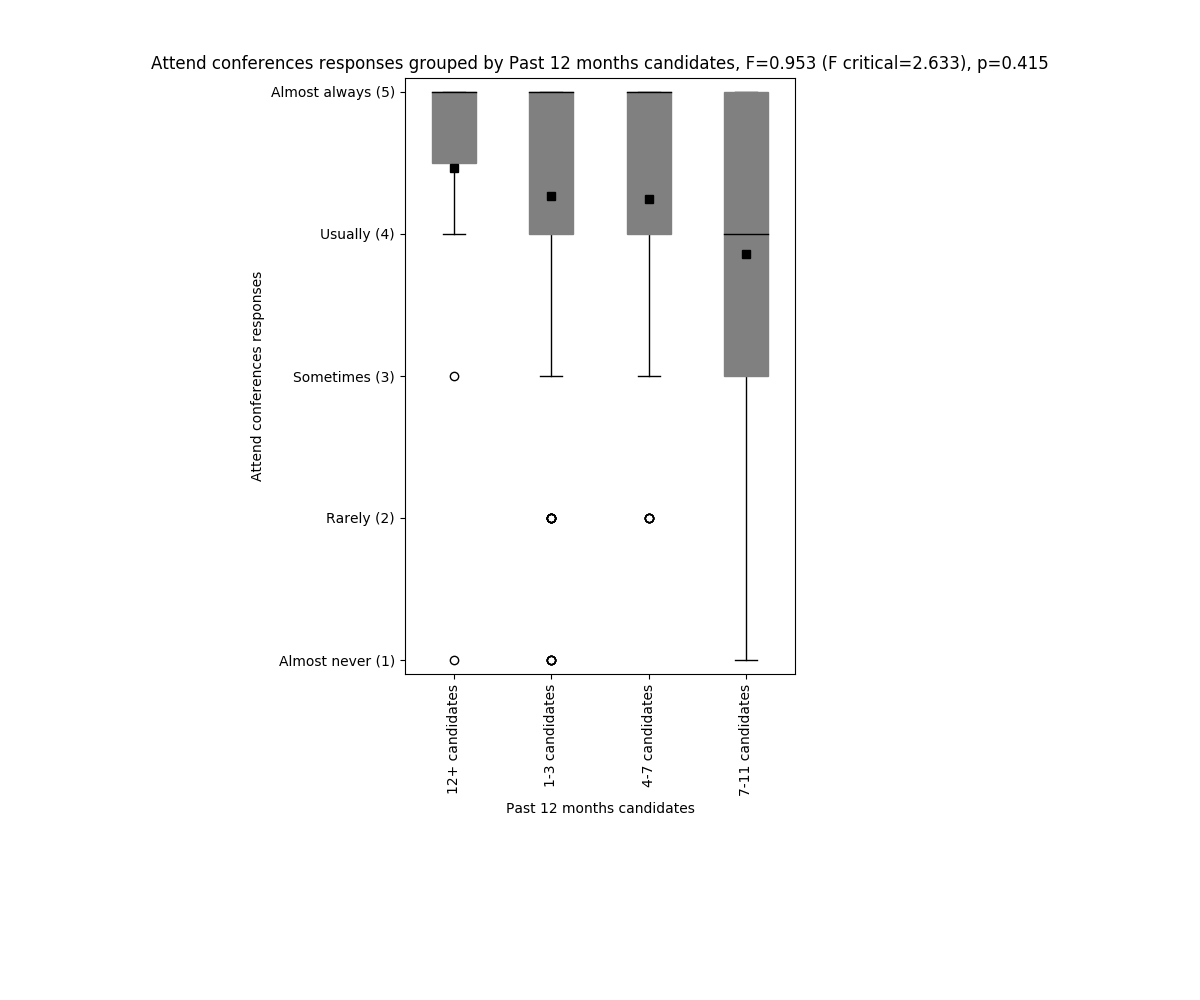 Attend conferences responses grouped by Past 12 months candidates, F=0.953 (F critical=2.633), p=0.415
Almost always (5)
Usually (4)
Sometimes (3)
Rarely (2)
Almost never (1)
Attend conferences responses
12+ candidates
1-3 candidates
4-7 candidates
7-11 candidates
Past 12 months candidates